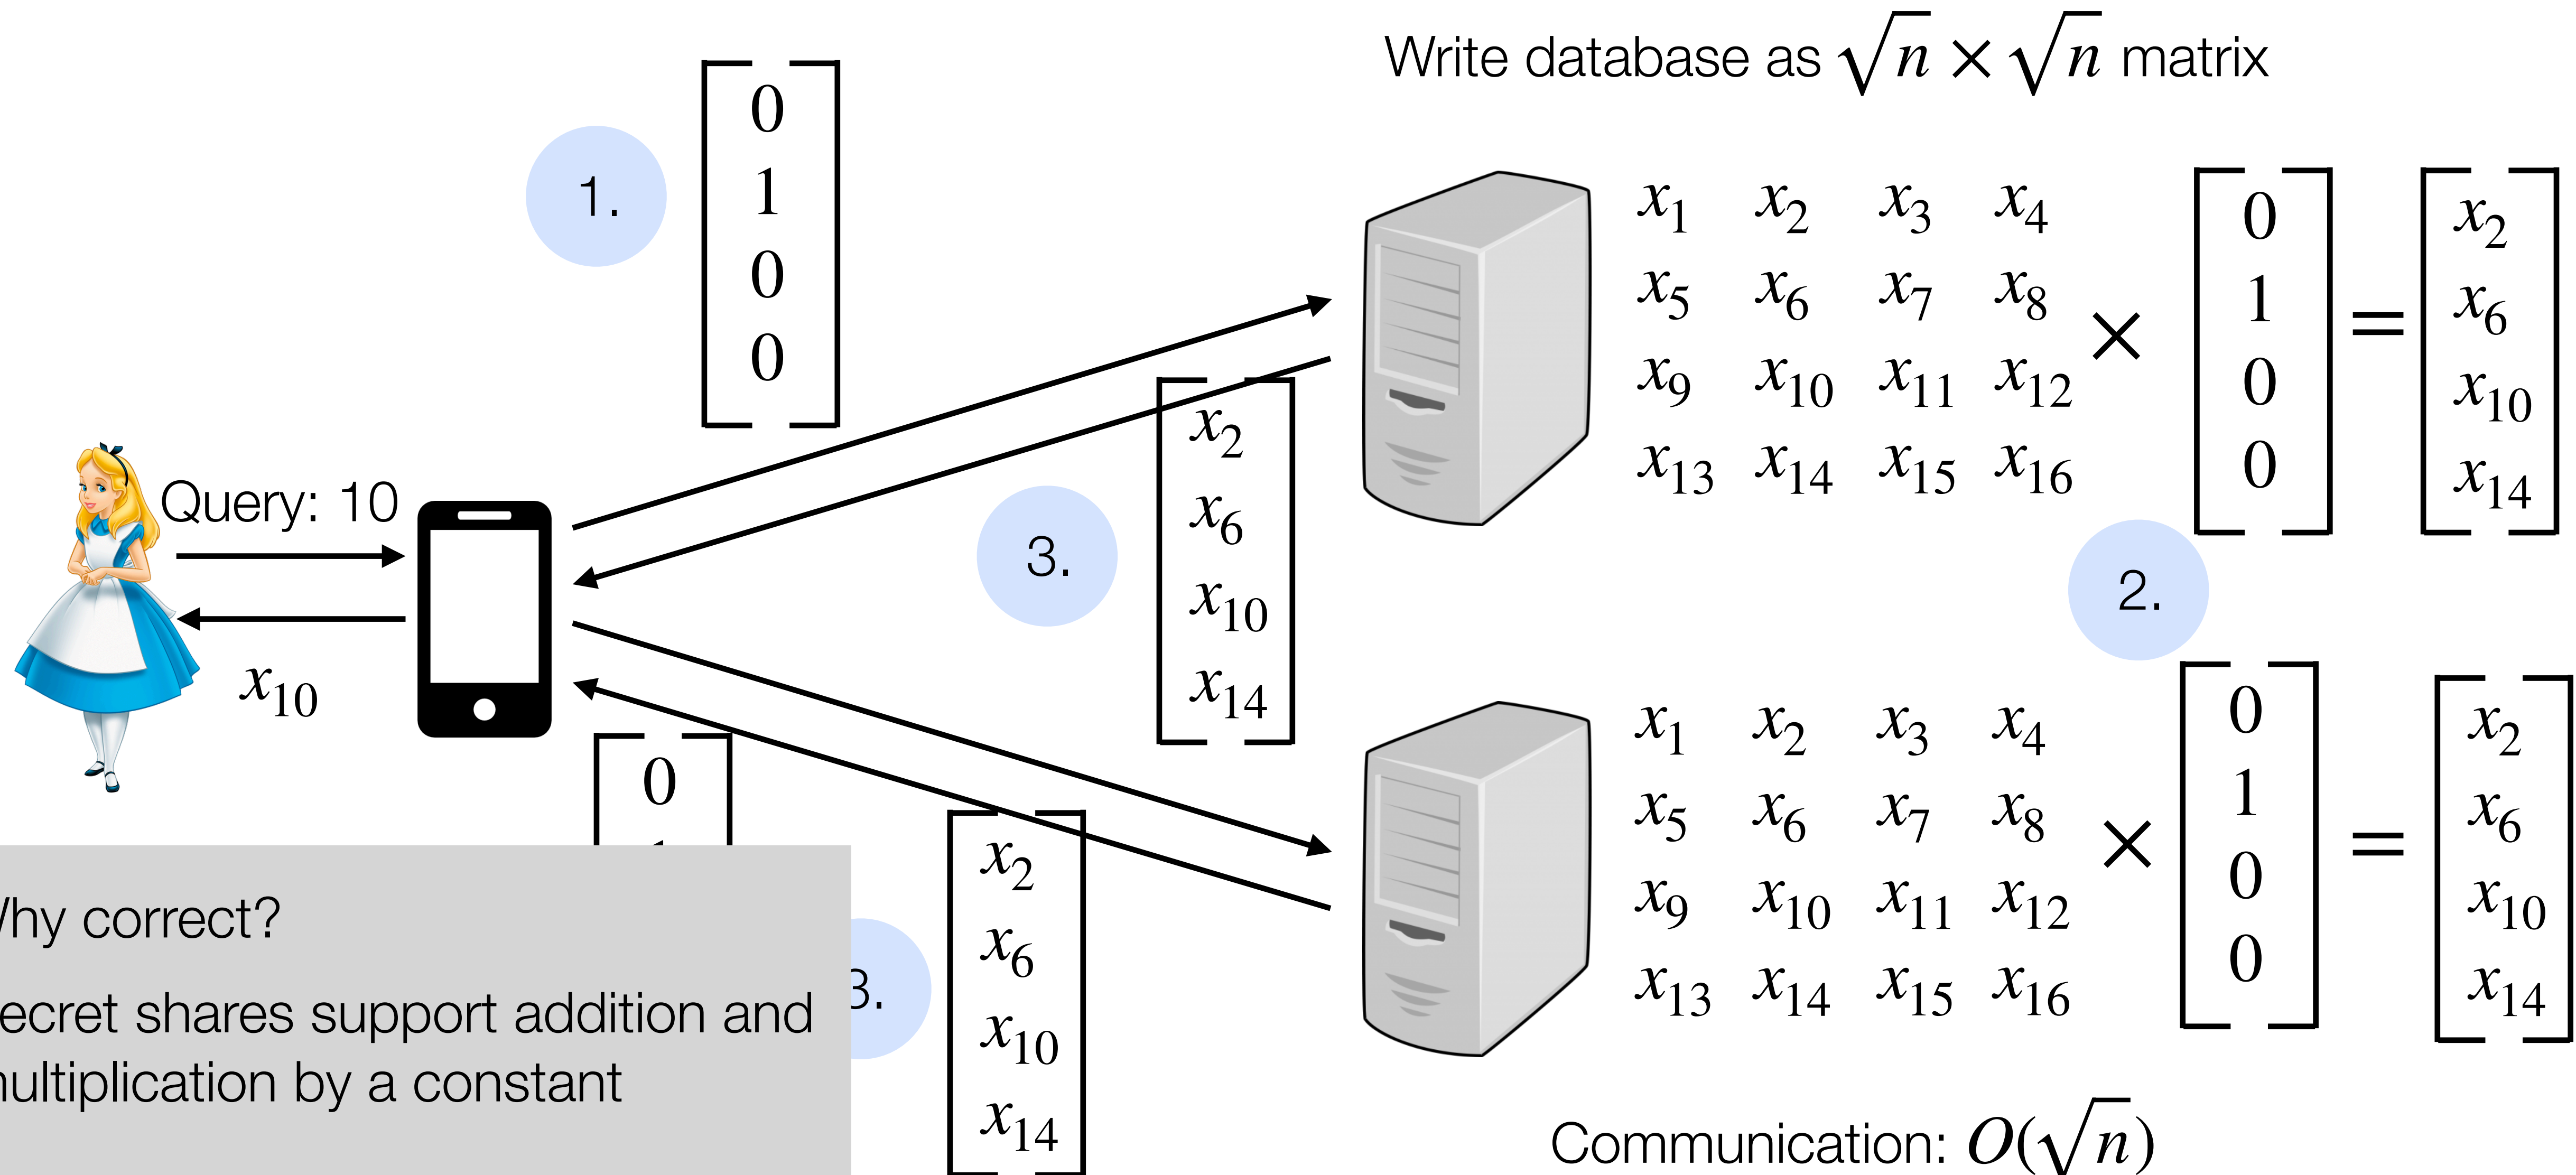 Write database as √n × √n matrix
1.
0
1
0
0
x₁ x₂ x₃ x₄
x₅ x₆ x₇ x₈
x₉ x₁₀ x₁₁ x₁₂
x₁₃ x₁₄ x₁₅ x₁₆
×
0
1
0
0
=
x₂
x₆
x₁₀
x₁₄
2.
Query: 10
x₁₀
3.
x₂
x₆
x₁₀
x₁₄
0
x₁ x₂ x₃ x₄
x₅ x₆ x₇ x₈
x₉ x₁₀ x₁₁ x₁₂
x₁₃ x₁₄ x₁₅ x₁₆
×
0
1
0
0
=
x₂
x₆
x₁₀
x₁₄
3.
x₂
x₆
x₁₀
x₁₄
Why correct?
ecret shares support addition and
ultiplication by a constant
Communication: O(√n)